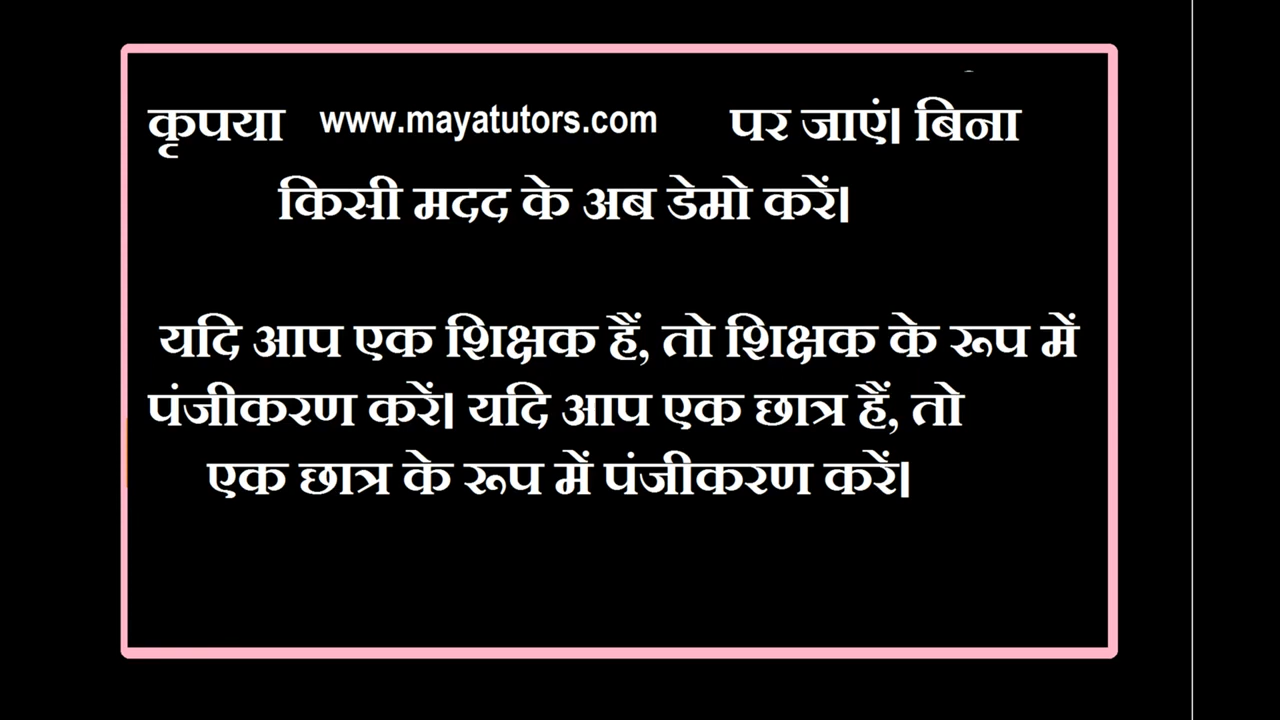 कृपया www.mayatutors.com पर जाएं। बिना
किसी मदद के अब डेमो करें।
यदि आप एक शिक्षक हैं, तो शिक्षक के रूप में
पंजीकरण करें। यदि आप एक छात्र हैं, तो
एक छात्र के रूप में पंजीकरण करें।